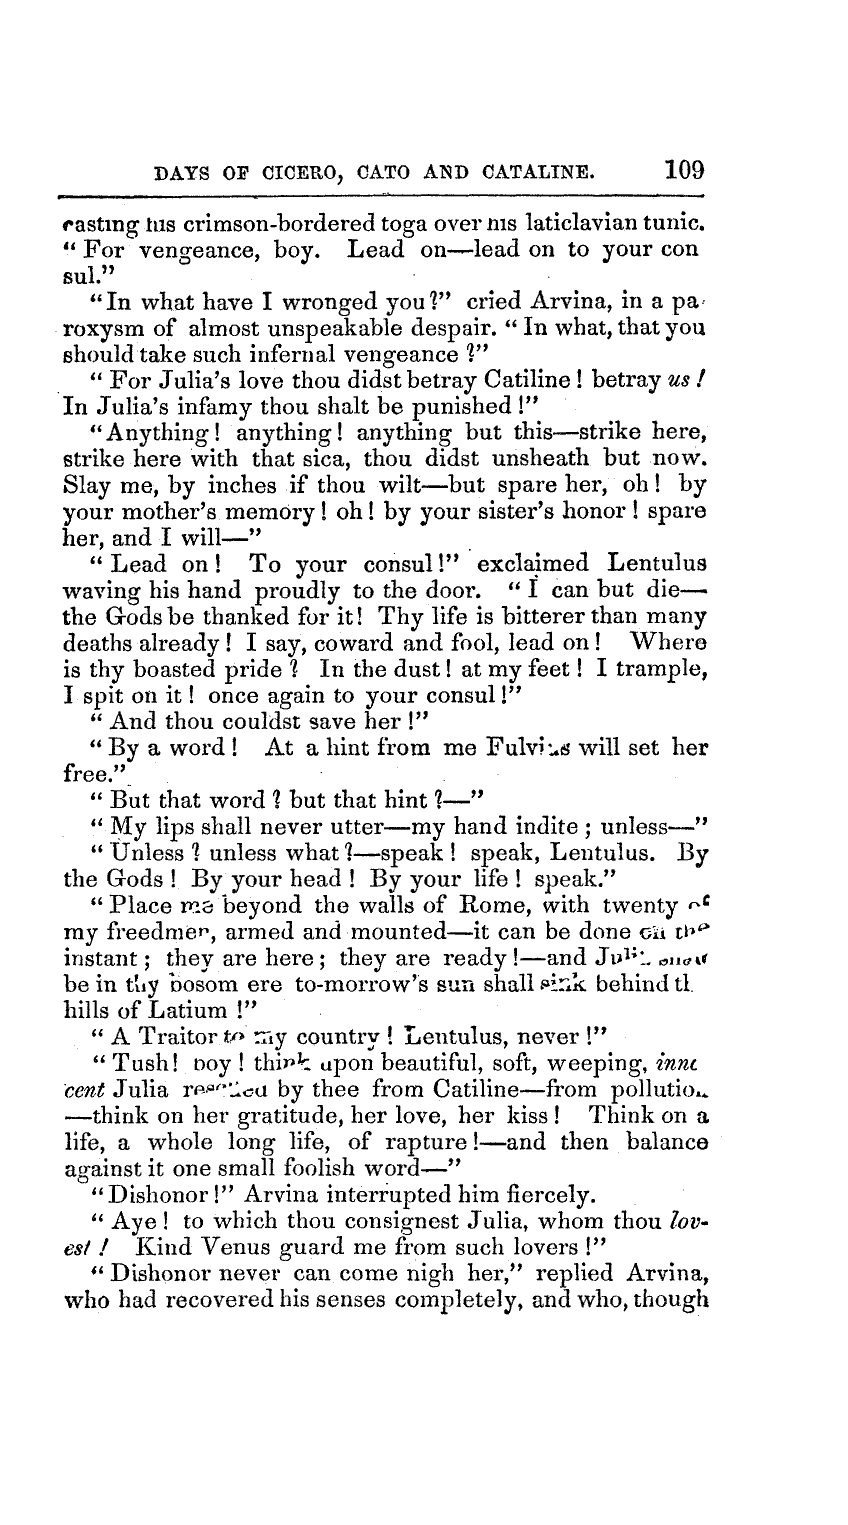 DAYS OF CICERO, CATO AND CATALINE. 109
casting his crimson-bordered toga over his laticlavian tunic.
“ For vengeance, boy. Lead on—lead on to your con
sul.”
“In what have I wronged you?” cried Arvina, in a pa-
roxysm of almost unspeakable despair. “ In what, that you
should take such infernal vengeance ?”
“ For Julia's love thou didst betray Catiline ! betray us !
In Julia's infamy thou shalt be punished !”
“Anything ! anything ! anything but this—strike here,
strike here with that sica, thou didst unsheath but now.
Slay me, by inches if thou wilt—but spare her, oh ! by
your mother's memory ! oh ! by your sister's honor ! spare
her, and I will—”
“ Lead on ! To your consul !” exclaimed Lentulus
waving his hand proudly to the door. “ I can but die—
the Gods be thanked for it ! Thy life is bitterer than many
deaths already ! I say, coward and fool, lead on ! Where
is thy boasted pride ? In the dust ! at my feet ! I trample,
I spit on it ! once again to your consul !”
“ And thou couldst save her !”
“ By a word ! At a hint from me Fulvius will set her
free.”
“ But that word ? but that hint ?—”
“ My lips shall never utter—my hand indite ; unless—”
“ Unless ? unless what ?—speak ! speak, Lentulus. By
the Gods ! By your head ! By your life ! speak.”
“ Place me beyond the walls of Rome, with twenty of
my freedmen, armed and mounted—it can be done on the
instant ; they are here ; they are ready !—and Julia shall
be in thy bosom ere to-morrow's sun shall sink behind
hills of Latium !”
“ A Traitor to my country ! Lentulus, never !”
“ Tush ! boy ! think upon beautiful, soft, weeping, inno
cent Julia rescued by thee from Catiline—from pollution
—think on her gratitude, her love, her kiss ! Think on a
life, a whole long life, of rapture !—and then balance
against it one small foolish word—”
“ Dishonor !” Arvina interrupted him fiercely.
“ Aye ! to which thou consignest Julia, whom thou lov-
est ! Kind Venus guard me from such lovers !”
“ Dishonor never can come nigh her,” replied Arvina,
who had recovered his senses completely, and who, though